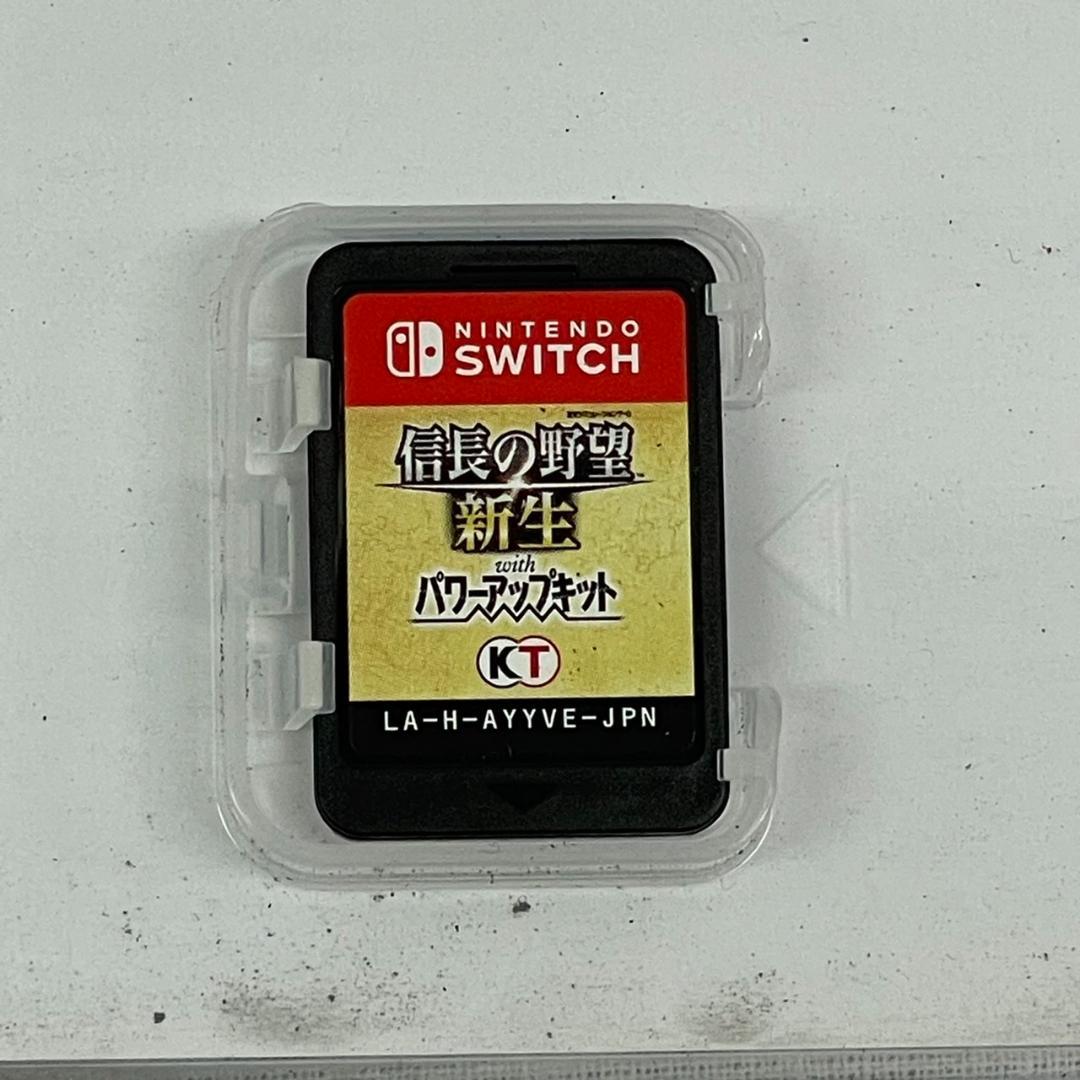 NINTENDO
SWITCH
信長の野望
新生
with
パワーアップキット
KT
LA-H-AYYVE-JPN